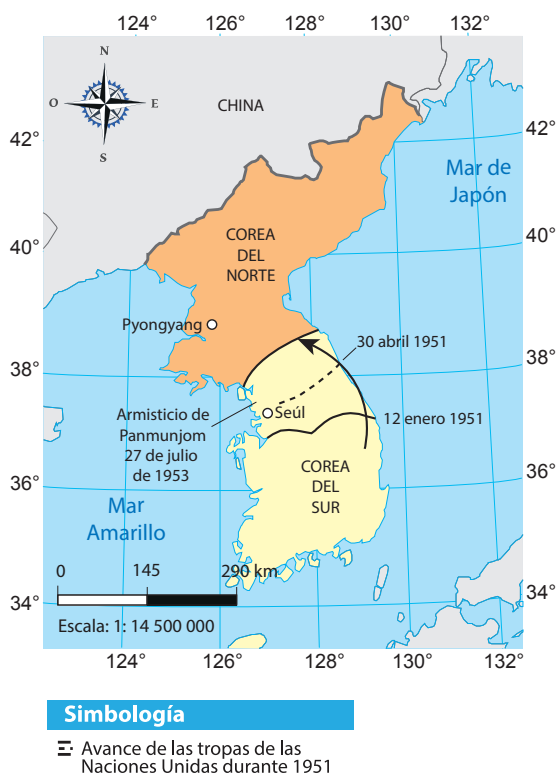 124° 126° 128° 130° 132°
N
O E
S
CHINA
42° 42°
Mar de
Japón
COREA
DEL
NORTE
40° 40°
Pyongyang
30 abril 1951
38° 38°
Armisticio de
Panmunjom
27 de julio
de 1953
Seúl
12 enero 1951
COREA
DEL
SUR
36° 36°
Mar
Amarillo
0 145 290 km
34° 34°
Escala: 1: 14 500 000
124° 126° 128° 130° 132°
Simbología
Avance de las tropas de las
Naciones Unidas durante 1951